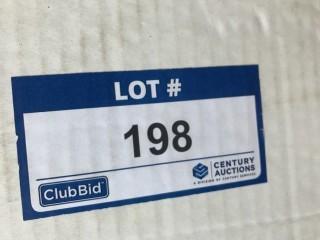 LOT #
198
ClubBid
CENTURY
AUCTIONS
A DIVISION OF CENTURY SERVICES